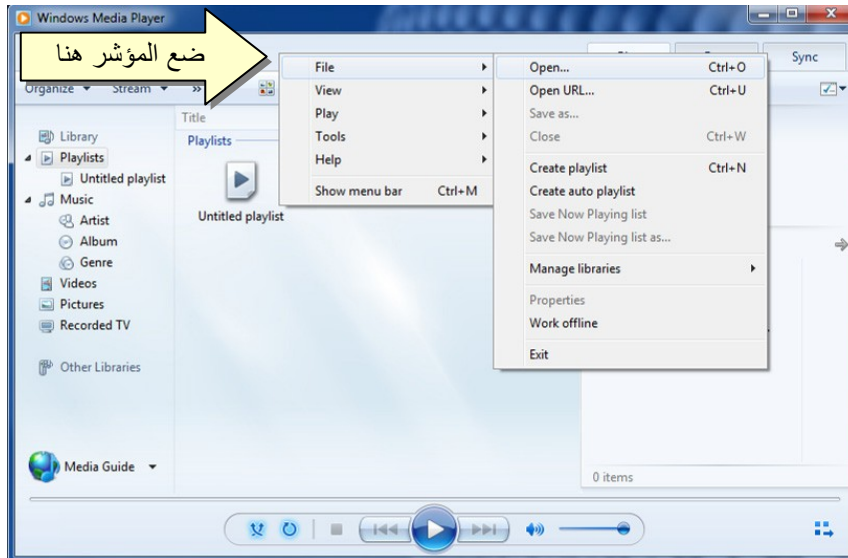 Windows Media Player
ضع المؤشر هنا
Sync
Organize
Stream
»
Title
Library
Playlists
Untitled playlist
Music
Artist
Album
Genre
Videos
Pictures
Recorded TV
Other Libraries
Media Guide
Playlists
Untitled playlist
File
View
Play
Tools
Help
Show menu bar Ctrl+M
Open... Ctrl+O
Open URL... Ctrl+U
Save as...
Close Ctrl+W
Create playlist Ctrl+N
Create auto playlist
Save Now Playing list
Save Now Playing list as...
Manage libraries
Properties
Work offline
Exit
0 items